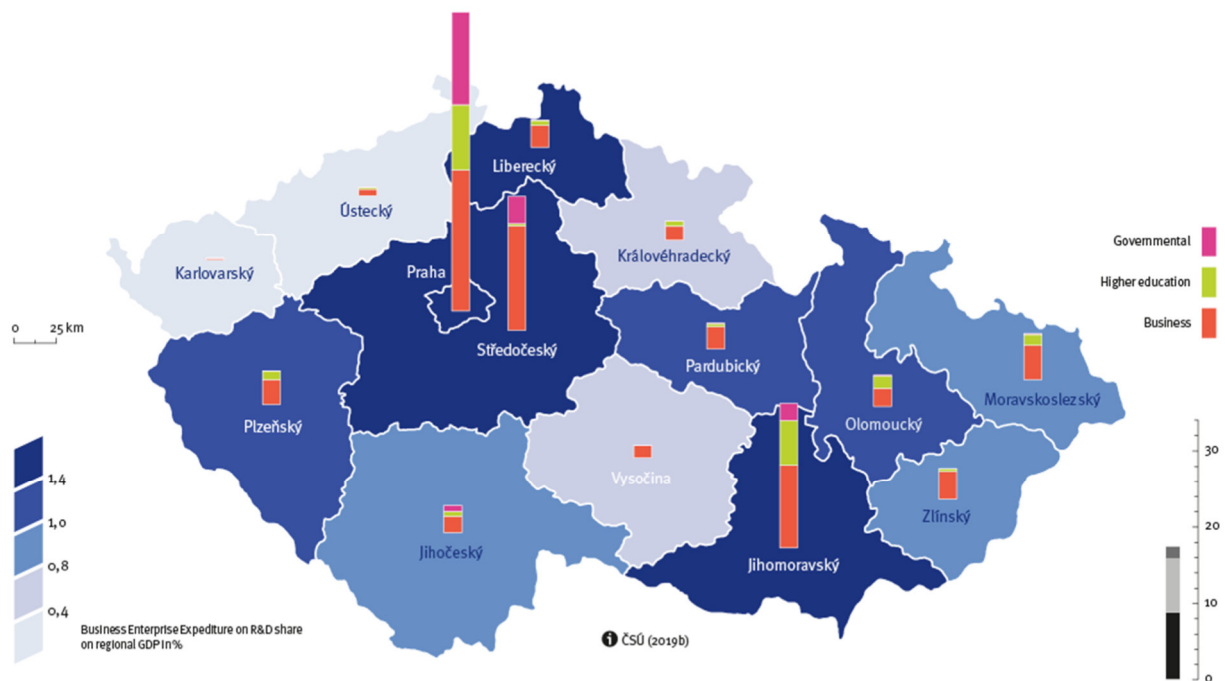 Liberecký
Ústecký
Královéhradecký
Karlovarský
Praha
Governmental
Higher education
Business
0 25 km
Středočeský
Pardubický
Moravskoslezský
Plzeňský
Olomoucký
Vysočina
Zlínský
Jihočeský
Jihomoravský
1,4
1,0
0,8
0,4
Business Enterprise Expediture on R&D share
on regional GDP in %
i ČSÚ (2019b)
30
20
10
0